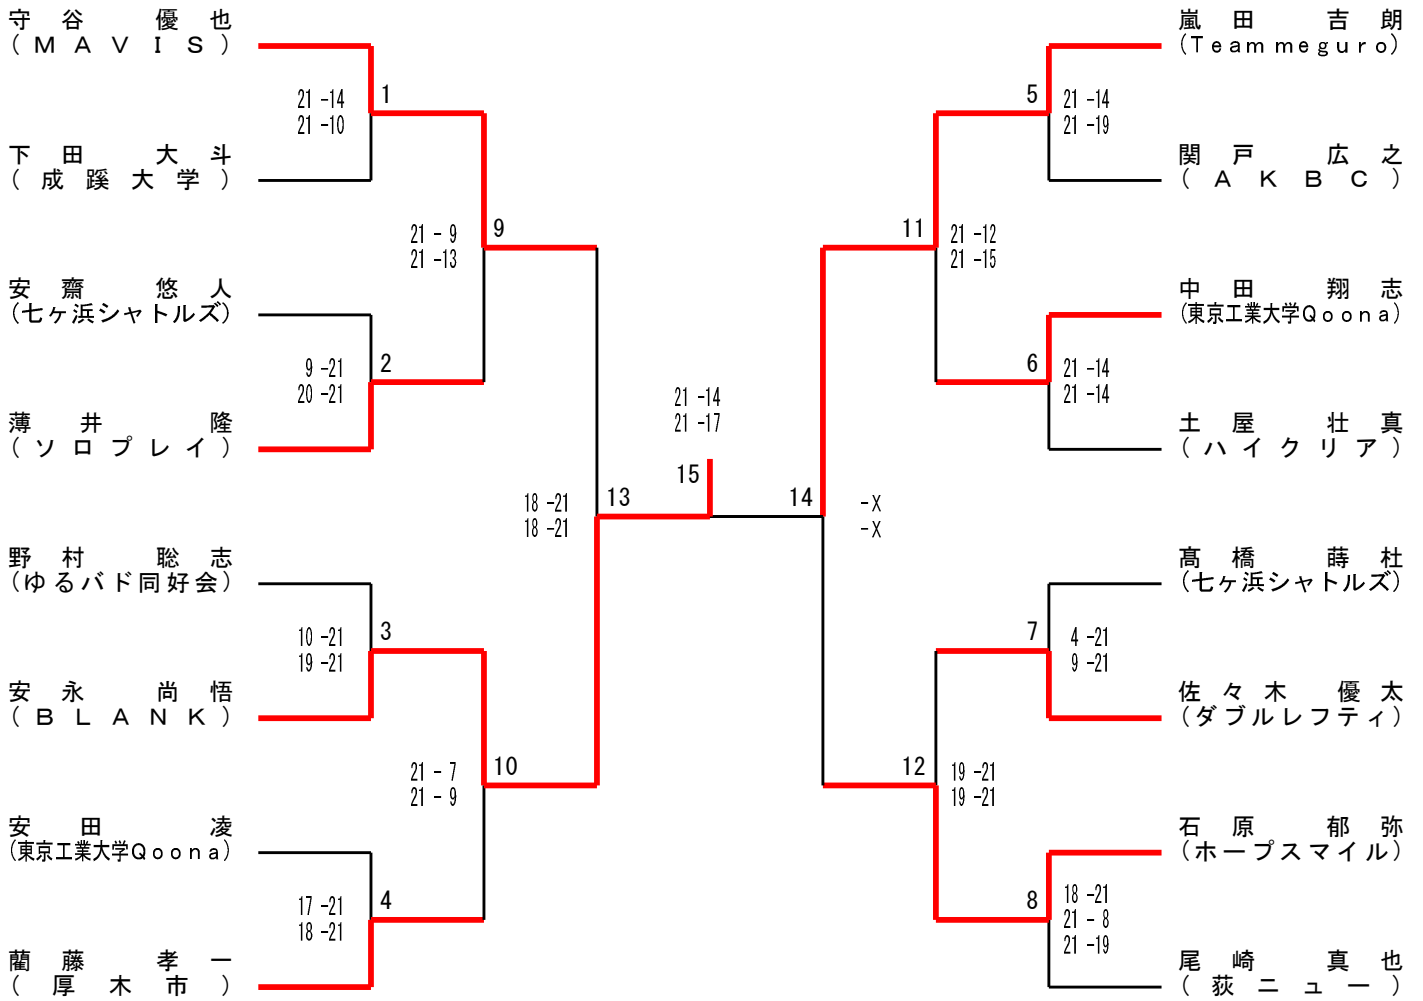 守谷 優也
(MAVIS)
21 -14
21 -10
1
下田 大斗
(成蹊大学)
21 - 9
21 -13
9
安齋 悠人
(七ヶ浜シャトルズ)
9 -21
20 -21
2
薄井 隆
(ソロプレイ)
18 -21
18 -21
13
野村 聡志
(ゆるバド同好会)
10 -21
19 -21
3
安永 尚悟
(BLANK)
21 - 7
21 - 9
10
安田 凌
(東京工業大学Qoona)
17 -21
18 -21
4
藺藤 孝一
(厚木市)
21 -14
21 -17
15
嵐田 吉朗
(Team meguro)
5
21 -14
21 -19
関戸 広之
(AKBC)
11
21 -12
21 -15
中田 翔志
(東京工業大学Qoona)
6
21 -14
21 -14
土屋 壮真
(ハイクリア)
14
-X
-X
髙橋 蒔杜
(七ヶ浜シャトルズ)
7
4 -21
9 -21
佐々木 優太
(ダブルレフティ)
12
19 -21
19 -21
石原 郁弥
(ホープスマイル)
8
18 -21
21 - 8
21 -19
尾崎 真也
(荻ニュー)